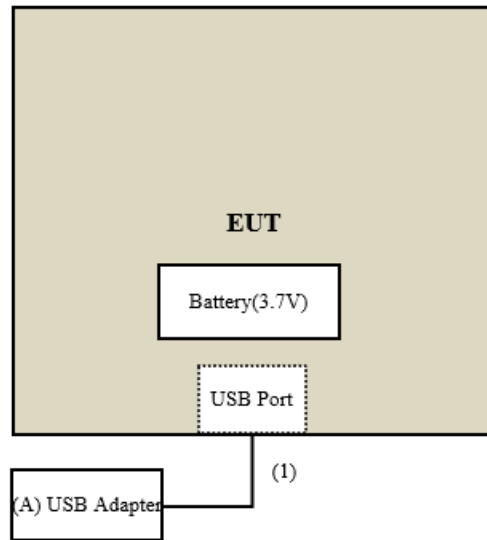 EUT
Battery(3.7V)
USB Port
(1)
(A) USB Adapter